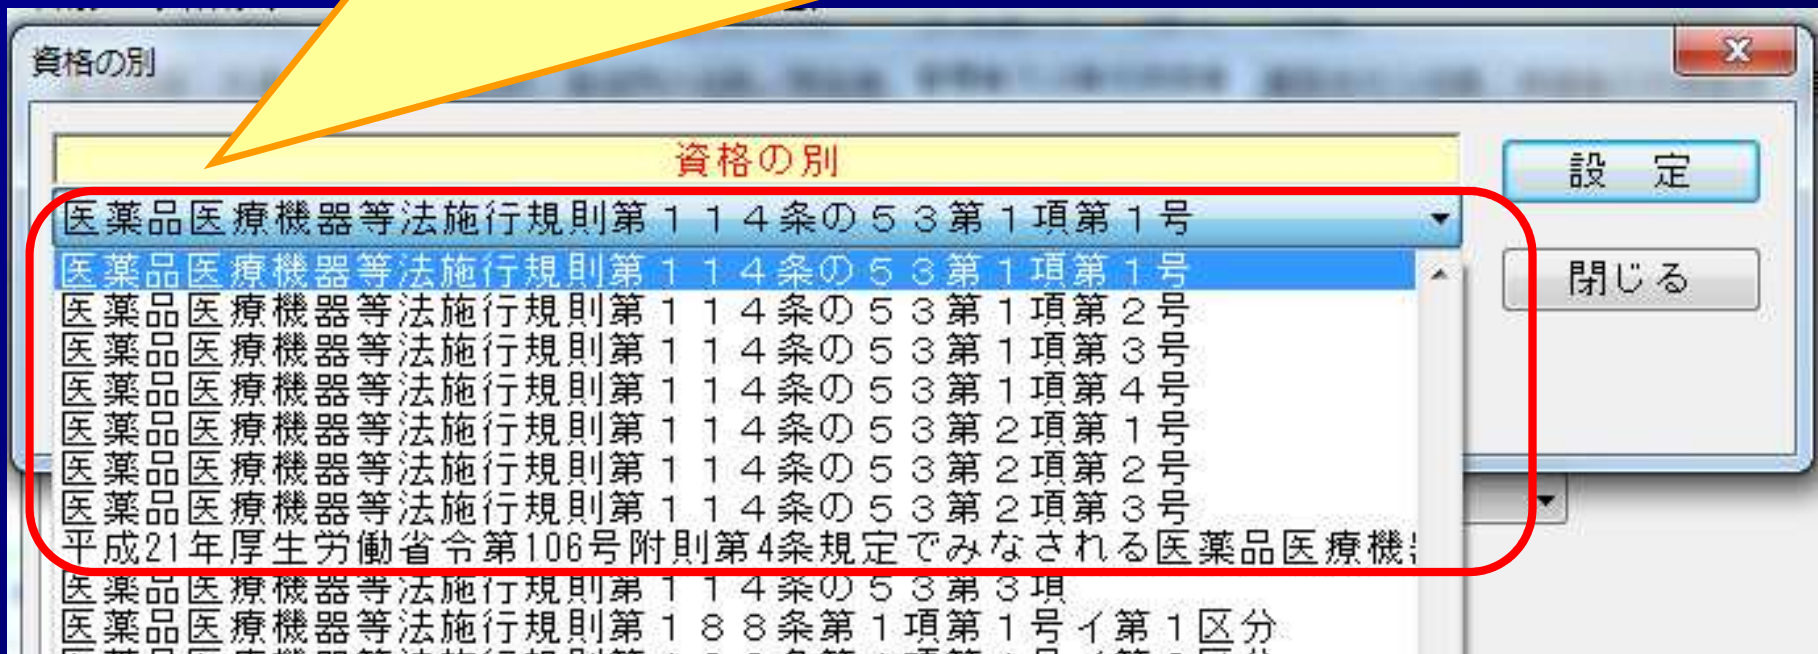 資格の別
資格の別
設　定
医薬品医療機器等法施行規則第１１４条の５３第１項第１号
医薬品医療機器等法施行規則第１１４条の５３第１項第１号
閉じる
医薬品医療機器等法施行規則第１１４条の５３第１項第２号
医薬品医療機器等法施行規則第１１４条の５３第１項第３号
医薬品医療機器等法施行規則第１１４条の５３第１項第４号
医薬品医療機器等法施行規則第１１４条の５３第２項第１号
医薬品医療機器等法施行規則第１１４条の５３第２項第２号
医薬品医療機器等法施行規則第１１４条の５３第２項第３号
平成21年厚生労働省令第106号附則第4条規定でみなされる医薬品医療機
医薬品医療機器等法施行規則第１１４条の５３第３項
医薬品医療機器等法施行規則第１８８条第１項第１号イ第１区分